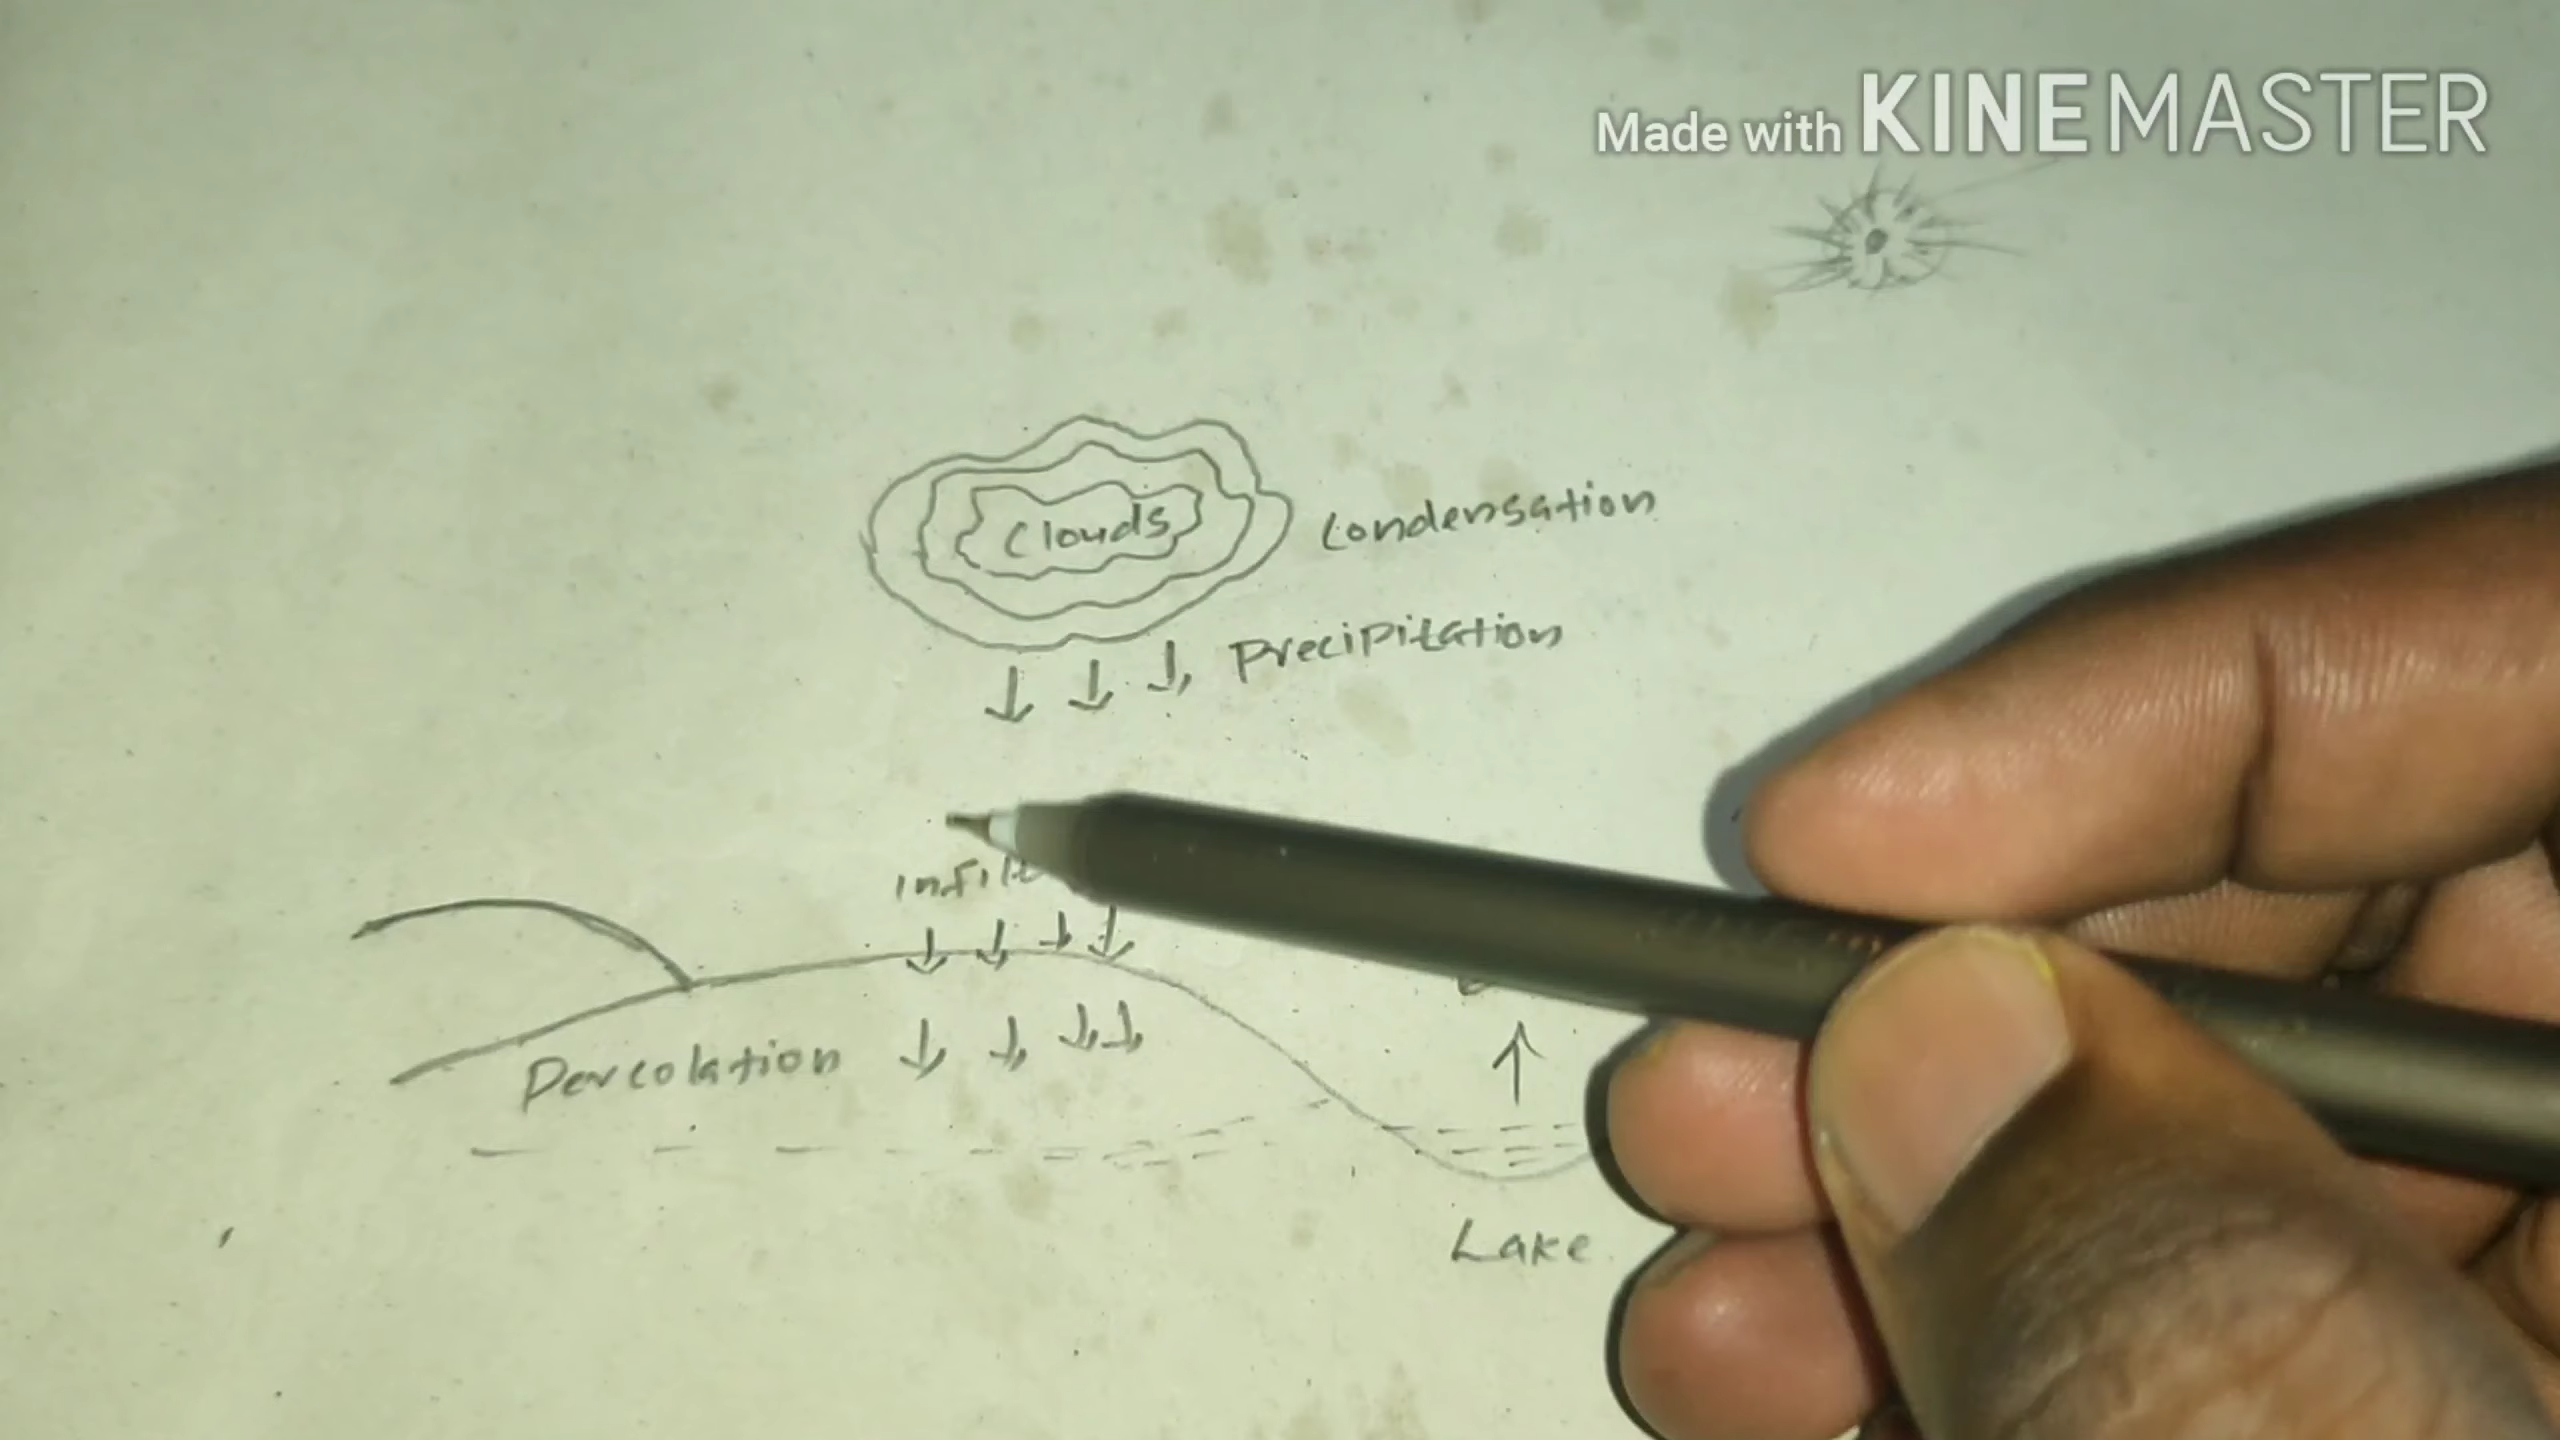 Made with KINEMASTER
Clouds
Condensation
Precipitation
Percolation
Lake